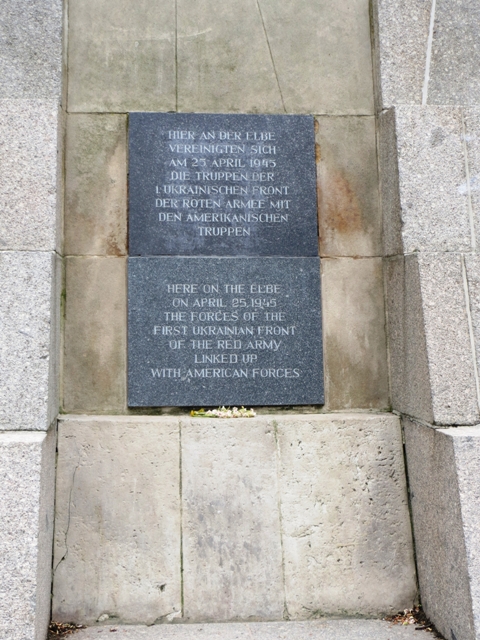 HIER AN DER ELBE
VEREINIGTEN SICH
AM 25. APRIL 1945
DIE TRUPPEN DER
1. UKRAINISCHEN FRONT
DER ROTEN ARMEE MIT
DEN AMERIKANISCHEN
TRUPPEN
HERE ON THE ELBE
ON APRIL 25, 1945
THE FORCES OF THE
FIRST UKRAINIAN FRONT
OF THE RED ARMY
LINKED UP
WITH AMERICAN FORCES